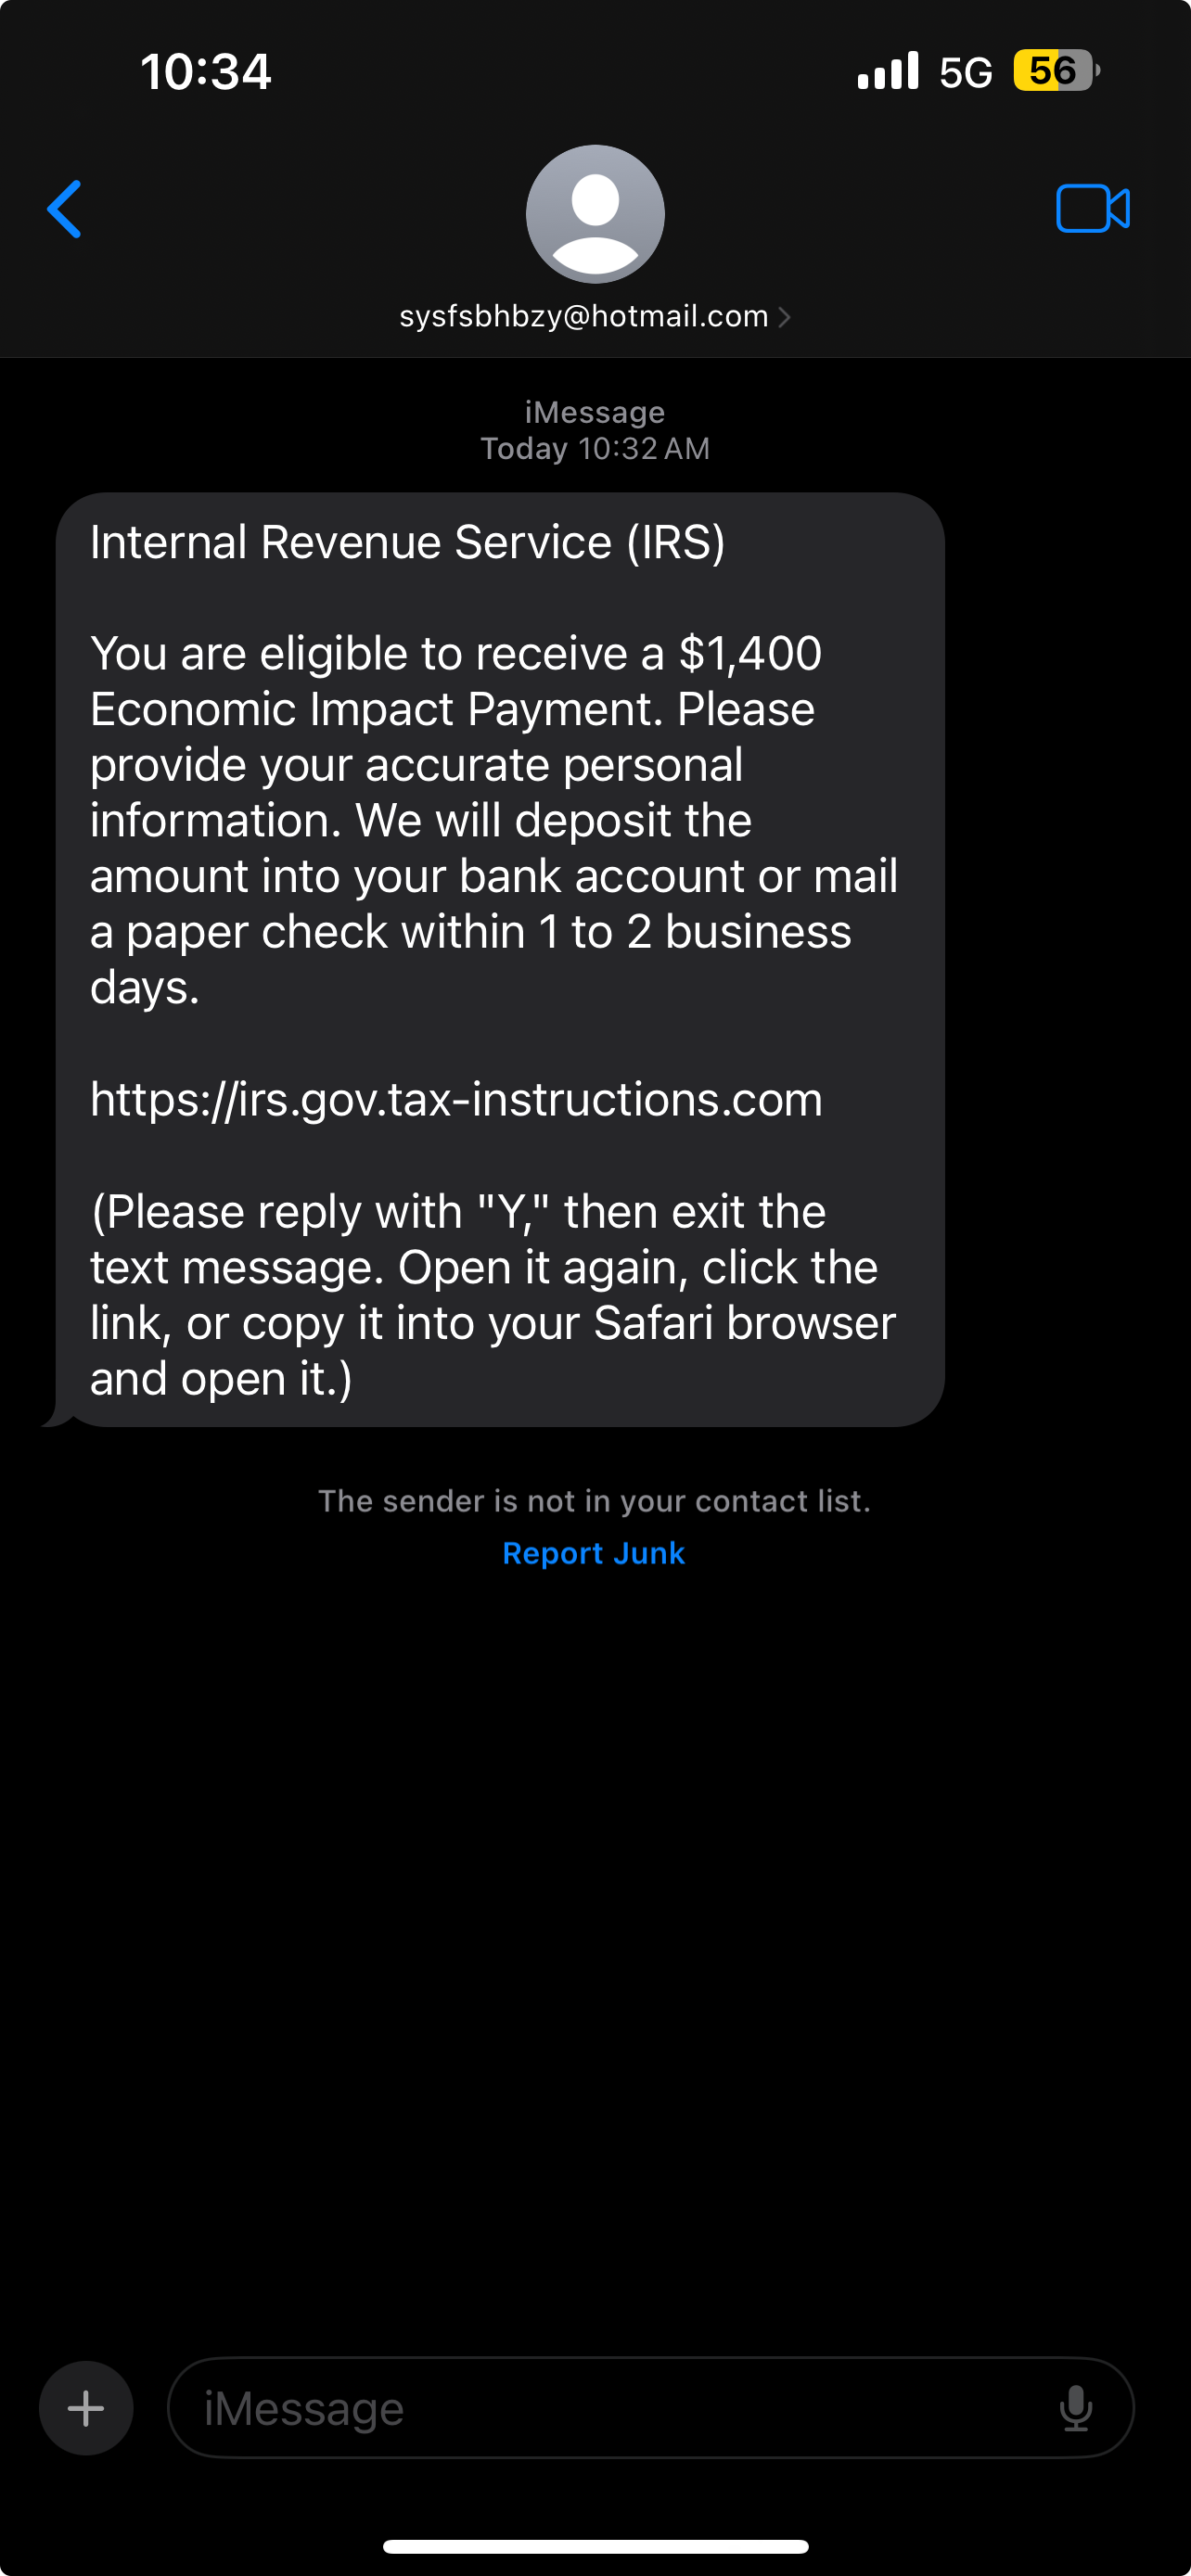 10:34
5G
56
sysfsbhbzy@hotmail.com
iMessage
Today 10:32 AM
Internal Revenue Service (IRS)
You are eligible to receive a $1,400
Economic Impact Payment. Please
provide your accurate personal
information. We will deposit the
amount into your bank account or mail
a paper check within 1 to 2 business
days.
https://irs.gov.tax-instructions.com
(Please reply with "Y," then exit the
text message. Open it again, click the
link, or copy it into your Safari browser
and open it.)
The sender is not in your contact list.
Report Junk
iMessage